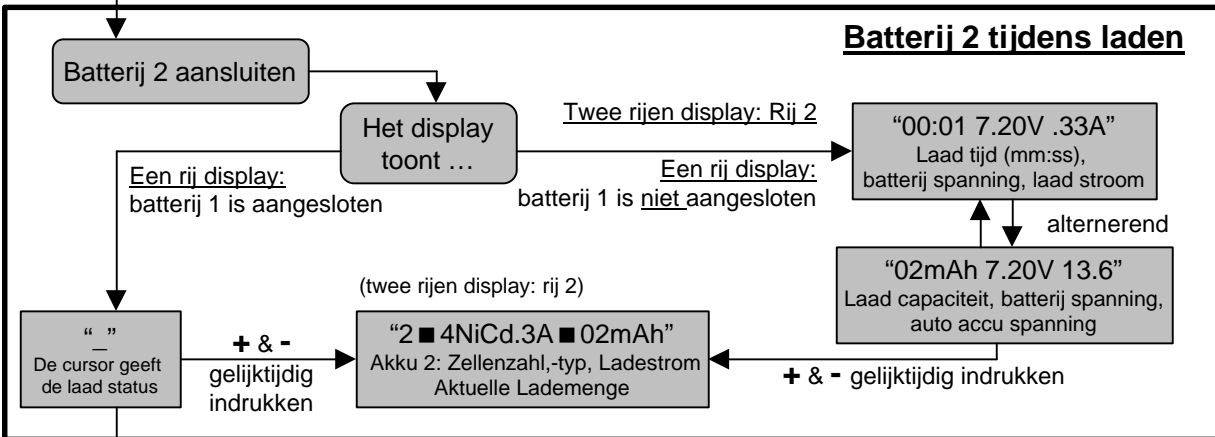 Batterij 2 tijdens laden
Batterij 2 aansluiten
Het display
toont …
Twee rijen display: Rij 2
Een rij display:
batterij 1 is niet aangesloten
Een rij display:
batterij 1 is aangesloten
“00:01 7.20V .33A”
Laad tijd (mm:ss),
batterij spanning, laad stroom
alternerend
“02mAh 7.20V 13.6”
Laad capaciteit, batterij spanning,
auto accu spanning
(twee rijen display: rij 2)
“_”
De cursor geeft
de laad status
+ & -
gelijktijdig
indrukken
“2 ■ 4NiCd.3A ■ 02mAh”
Akku 2: Zellenzahl,-typ, Ladestrom
Aktuelle Lademenge
+ & - gelijktijdig indrukken